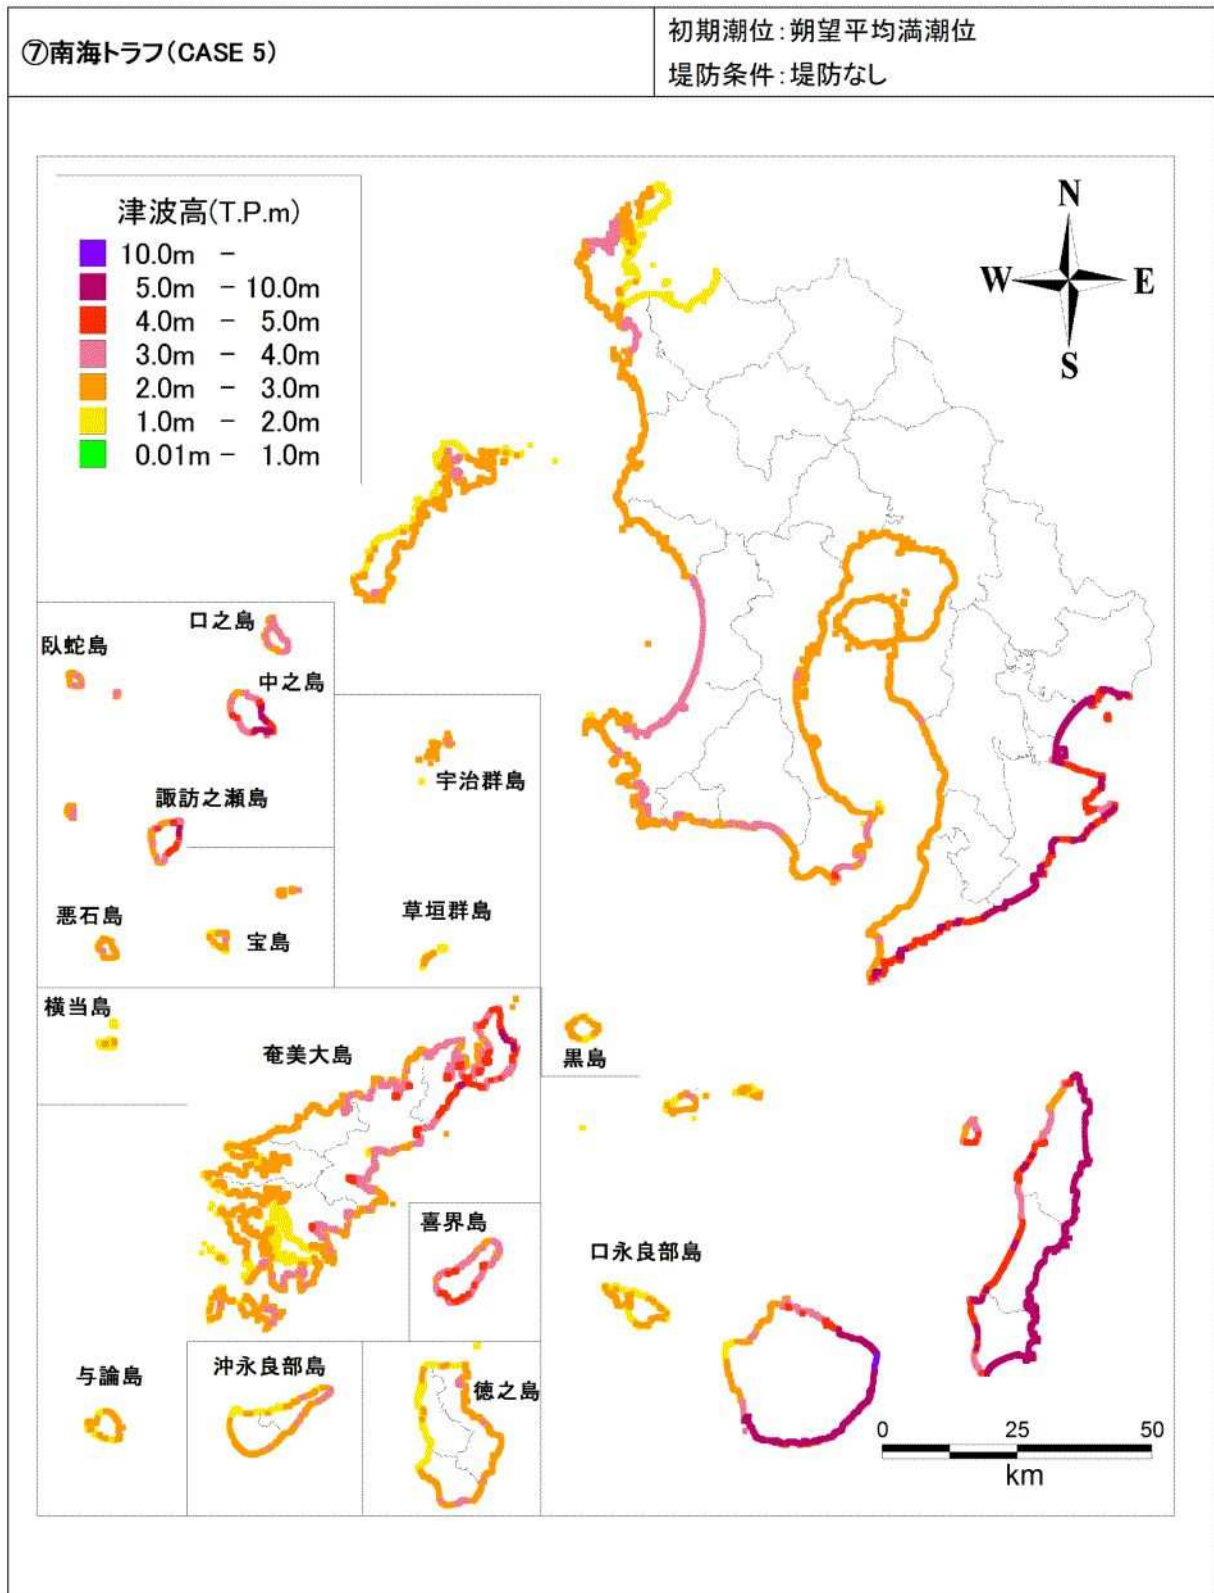 ⑦南海トラフ(CASE 5)
初期潮位:朔望平均満潮位
堤防条件:堤防なし
津波高(T.P.m)
10.0m －
5.0m － 10.0m
4.0m － 5.0m
3.0m － 4.0m
2.0m － 3.0m
1.0m － 2.0m
0.01m － 1.0m
N
W
E
S
口之島
臥蛇島
中之島
宇治群島
諏訪之瀬島
悪石島
宝島
草垣群島
横当島
奄美大島
黒島
喜界島
口永良部島
与論島
沖永良部島
徳之島
0 25 50
km